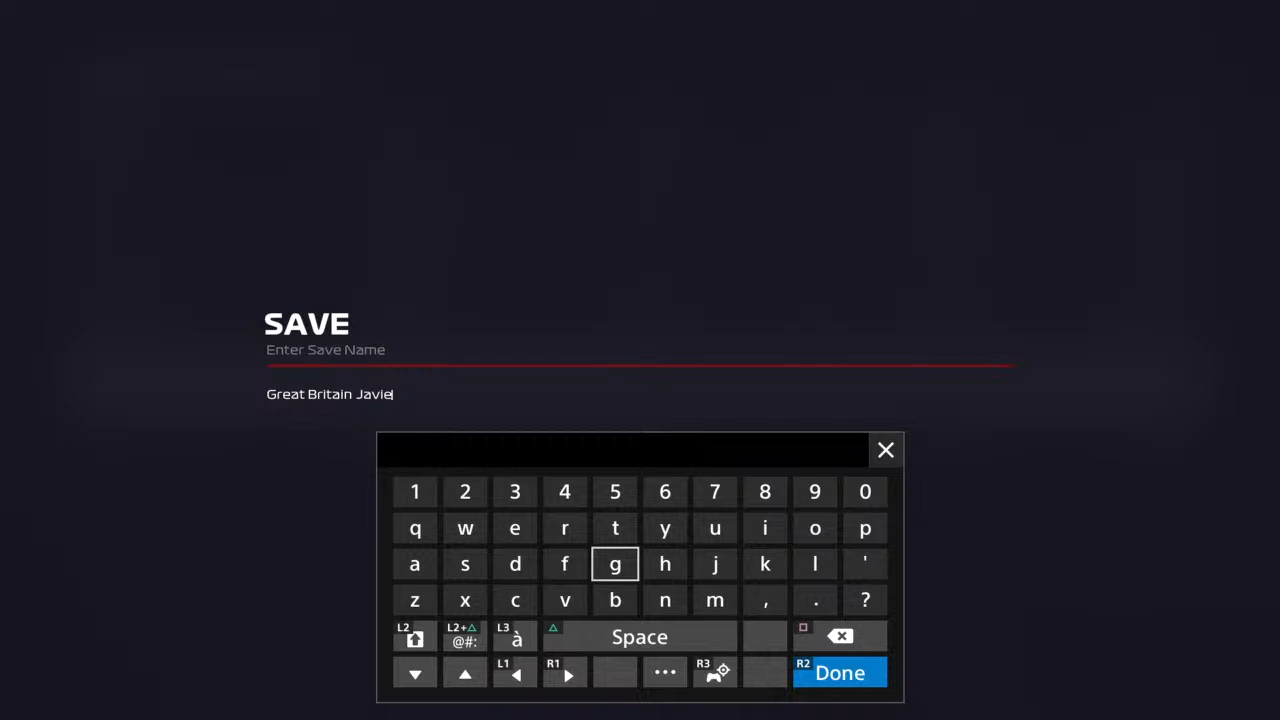 SAVE
Enter Save Name
Great Britain Javie
1 2 3 4 5 6 7 8 9 0
q w e r t y u i o p
a s d f g h j k l '
z x c v b n m , . ?
L2 L2+△ @#: L3 à △ Space
L1 R1 ... R3 R2 Done